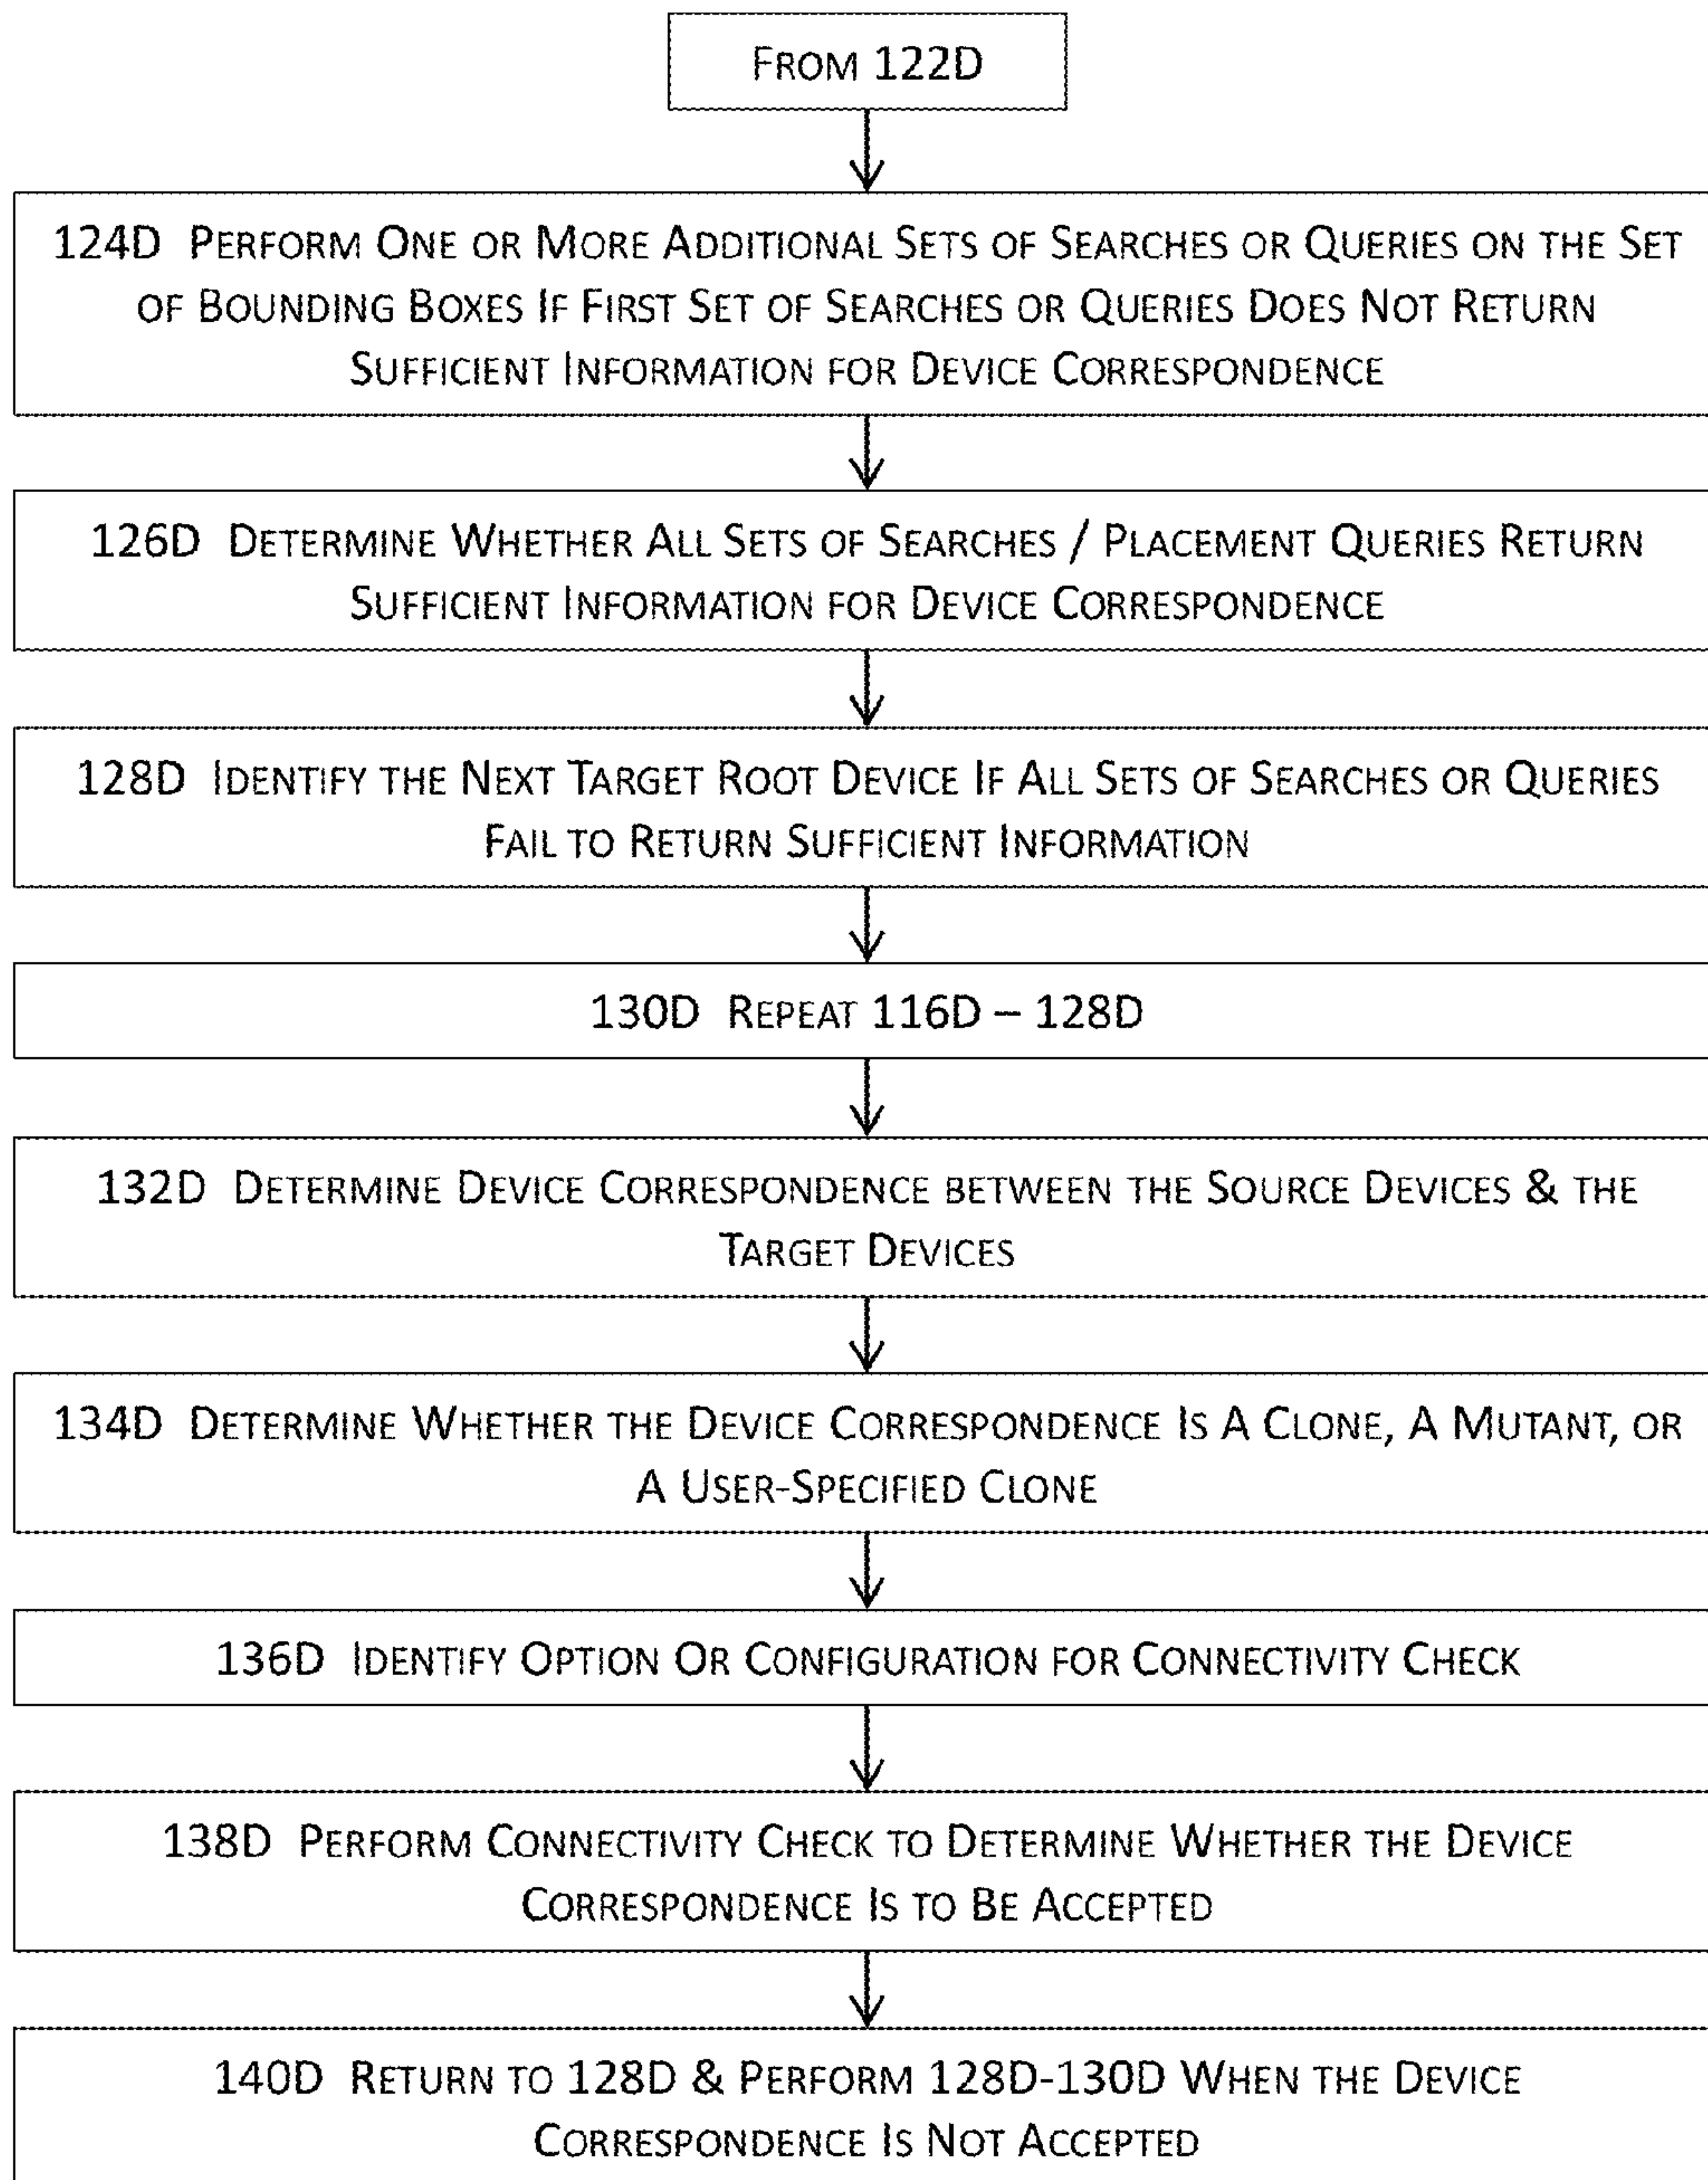 FROM 122D
124D PERFORM ONE OR MORE ADDITIONAL SETS OF SEARCHES OR QUERIES ON THE SET
OF BOUNDING BOXES IF FIRST SET OF SEARCHES OR QUERIES DOES NOT RETURN
SUFFICIENT INFORMATION FOR DEVICE CORRESPONDENCE
126D DETERMINE WHETHER ALL SETS OF SEARCHES / PLACEMENT QUERIES RETURN
SUFFICIENT INFORMATION FOR DEVICE CORRESPONDENCE
128D IDENTIFY THE NEXT TARGET ROOT DEVICE IF ALL SETS OF SEARCHES OR QUERIES
FAIL TO RETURN SUFFICIENT INFORMATION
130D REPEAT 116D – 128D
132D DETERMINE DEVICE CORRESPONDENCE BETWEEN THE SOURCE DEVICES & THE
TARGET DEVICES
134D DETERMINE WHETHER THE DEVICE CORRESPONDENCE IS A CLONE, A MUTANT, OR
A USER-SPECIFIED CLONE
136D IDENTIFY OPTION OR CONFIGURATION FOR CONNECTIVITY CHECK
138D PERFORM CONNECTIVITY CHECK TO DETERMINE WHETHER THE DEVICE
CORRESPONDENCE IS TO BE ACCEPTED
140D RETURN TO 128D & PERFORM 128D-130D WHEN THE DEVICE
CORRESPONDENCE IS NOT ACCEPTED